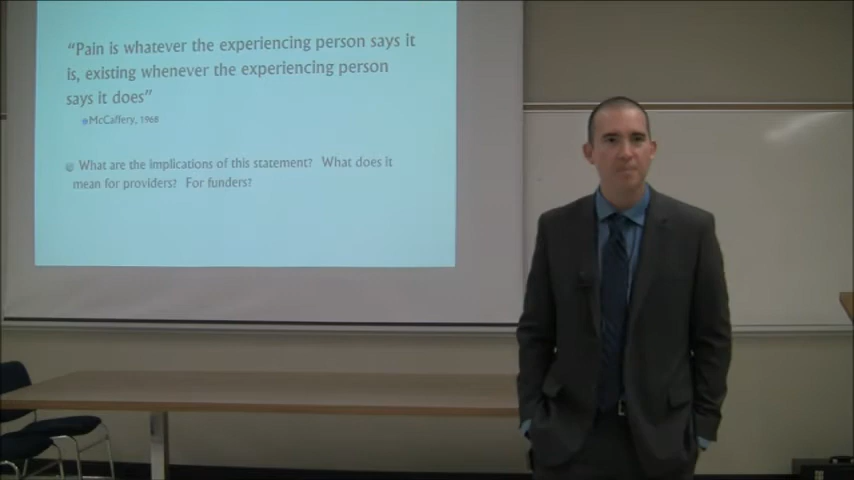 “Pain is whatever the experiencing person says it
is, existing whenever the experiencing person
says it does”
McCaffery, 1968
What are the implications of this statement? What does it
mean for providers? For funders?